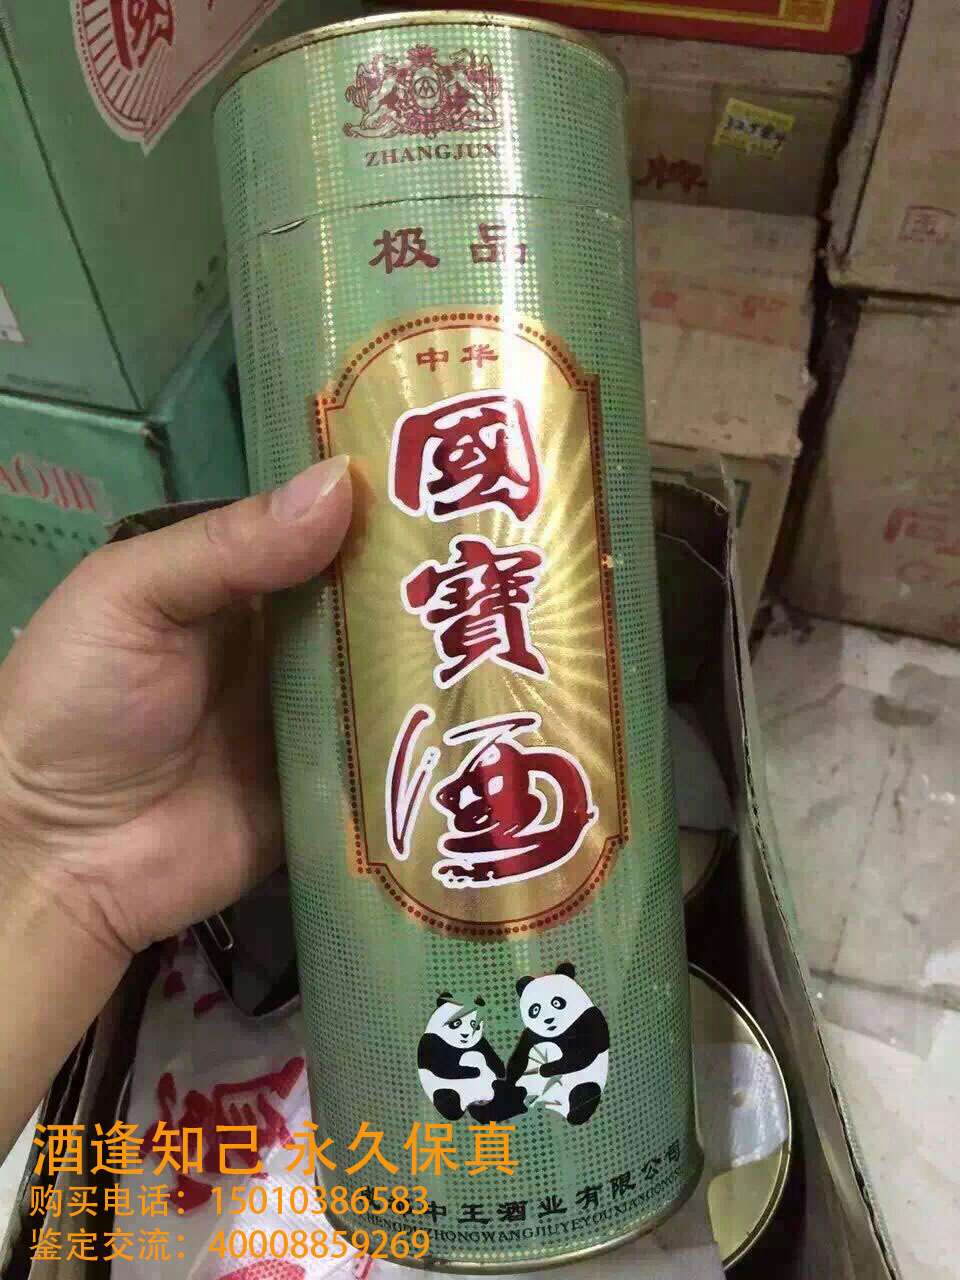 ZHANGJUN
极品
中华
國寶酒
中王酒业有限公司
CHENGDUZHONGWANGJIUYEYOUXIANGONGSI
酒逢知己 永久保真
购买电话：15010386583
鉴定交流：40008859269